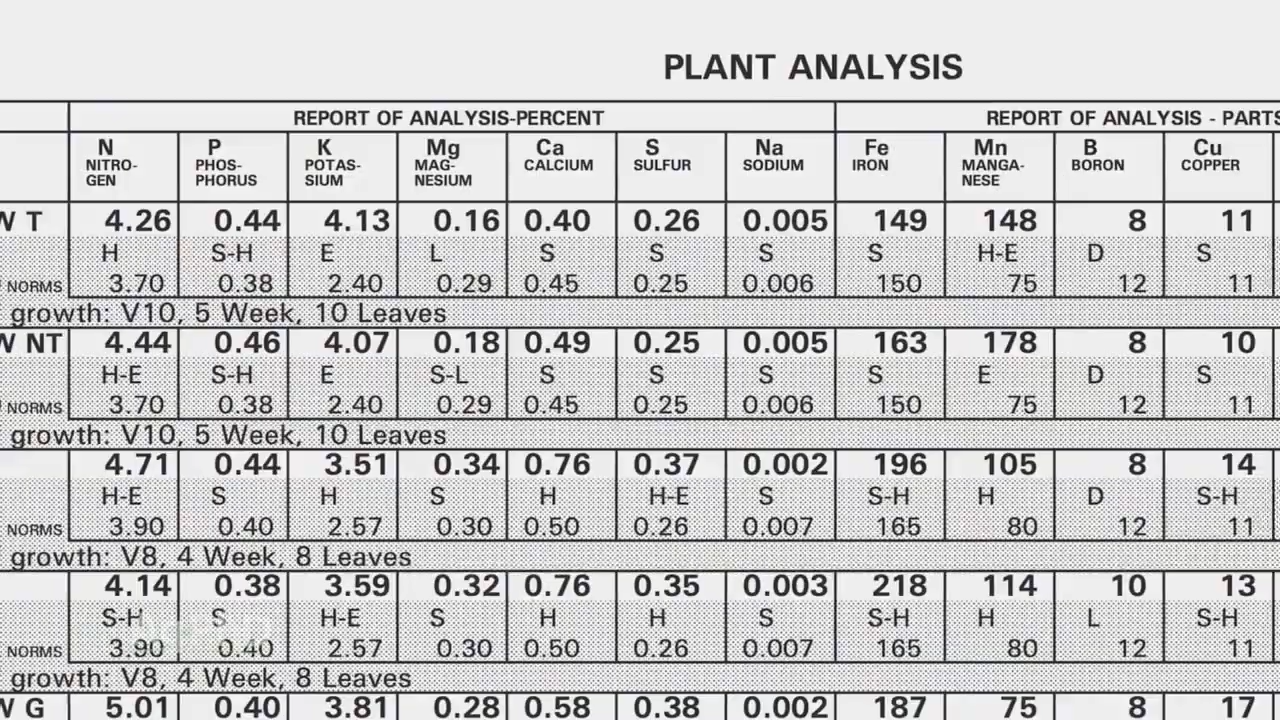 PLANT ANALYSIS
REPORT OF ANALYSIS-PERCENT REPORT OF ANALYSIS - PARTS
N P K Mg Ca S Na Fe Mn B Cu
NITRO- PHOS- POTAS- MAG- CALCIUM SULFUR SODIUM IRON MANGA- BORON COPPER
GEN PHORUS SIUM NESIUM NESE
W T 4.26 0.44 4.13 0.16 0.40 0.26 0.005 149 148 8 11
H S-H E L S S S S H-E D S
NORMS 3.70 0.38 2.40 0.29 0.45 0.25 0.006 150 75 12 11
growth: V10, 5 Week, 10 Leaves
W NT 4.44 0.46 4.07 0.18 0.49 0.25 0.005 163 178 8 10
H-E S-H E S-L S S S S E D S
NORMS 3.70 0.38 2.40 0.29 0.45 0.25 0.006 150 75 12 11
growth: V10, 5 Week, 10 Leaves
4.71 0.44 3.51 0.34 0.76 0.37 0.002 196 105 8 14
H-E S H S H H-E S S-H H D S-H
NORMS 3.90 0.40 2.57 0.30 0.50 0.26 0.007 165 80 12 11
growth: V8, 4 Week, 8 Leaves
4.14 0.38 3.59 0.32 0.76 0.35 0.003 218 114 10 13
S-H S H-E S H H S S-H H L S-H
NORMS 3.90 0.40 2.57 0.30 0.50 0.26 0.007 165 80 12 11
growth: V8, 4 Week, 8 Leaves
W G 5.01 0.40 3.81 0.28 0.58 0.38 0.002 187 75 8 17